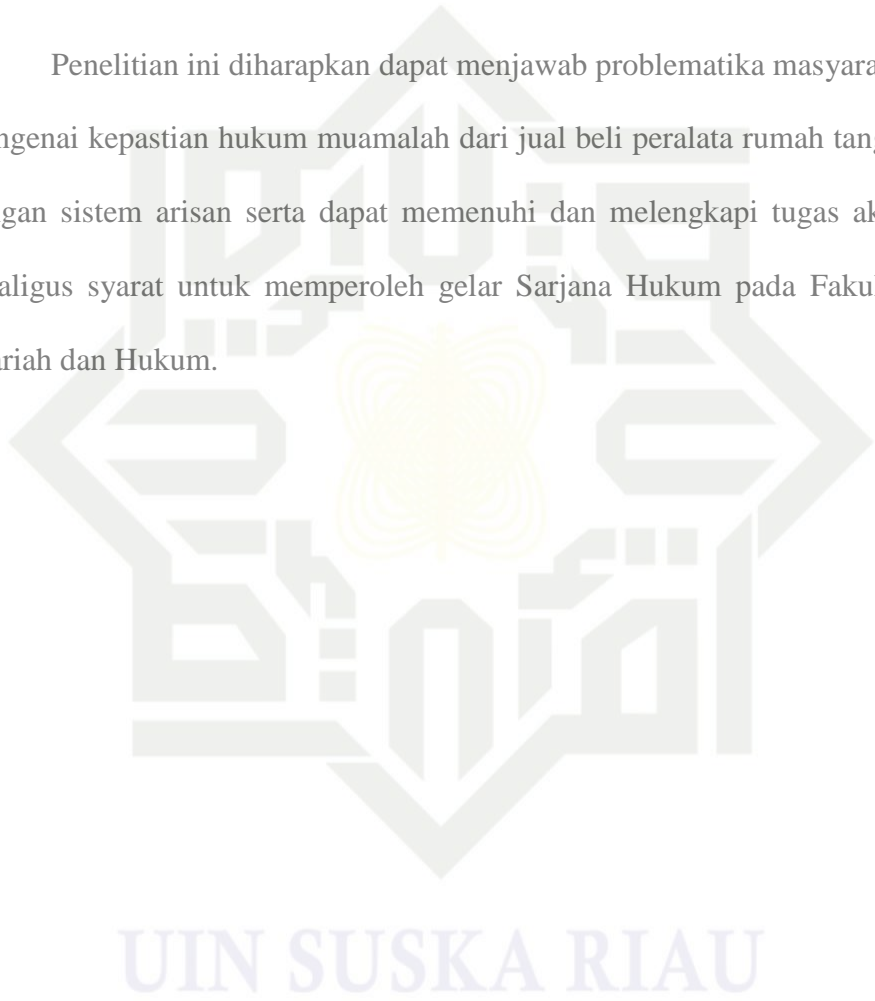 Penelitian ini diharapkan dapat menjawab problematika masyara
ngenai kepastian hukum muamalah dari jual beli peralata rumah tang
gan sistem arisan serta dapat memenuhi dan melengkapi tugas ak
aligus syarat untuk memperoleh gelar Sarjana Hukum pada Fakul
ariah dan Hukum.
UIN SUSKA RIAU